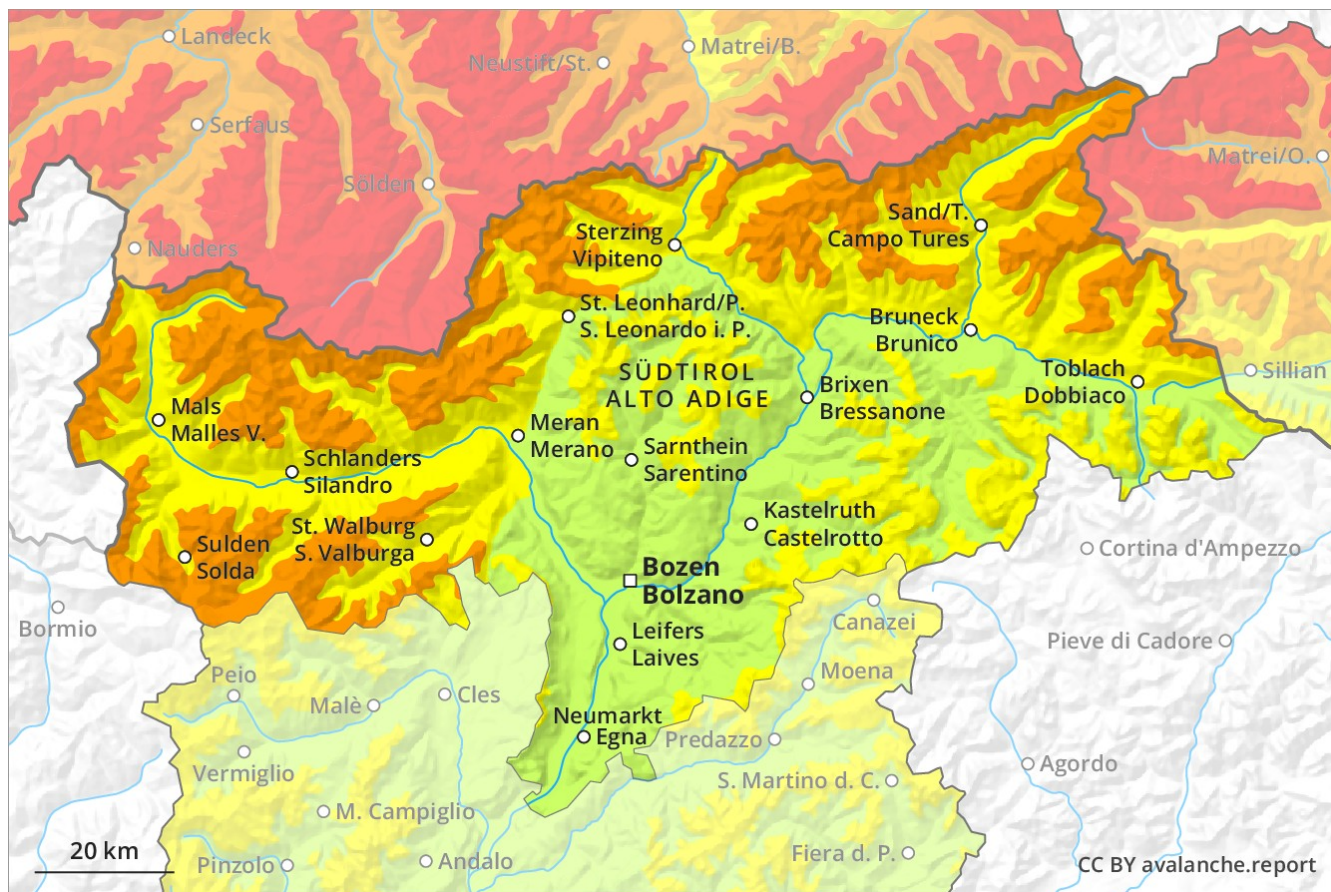 Landeck
Matrei/B.
Neustift/St.
Serfaus
Matrei/O.
Sölden
Sand/T.
Campo Tures
Sterzing
Vipiteno
Nauders
St. Leonhard/P.
S. Leonardo i. P.
Bruneck
Brunico
SÜDTIROL
ALTO ADIGE
Toblach
Dobbiaco
Sillian
Brixen
Bressanone
Mals
Malles V.
Meran
Merano
Sarnthein
Sarentino
Schlanders
Silandro
Kastelruth
Castelrotto
St. Walburg
S. Valburga
Sulden
Solda
Cortina d'Ampezzo
Bozen
Bolzano
Bormio
Canazei
Leifers
Laives
Pieve di Cadore
Peio
Moena
Malè
Cles
Neumarkt
Egna
Predazzo
Vermiglio
Agordo
S. Martino d. C.
M. Campiglio
20 km
Pinzolo
Andalo
Fiera d. P.
CC BY avalanche.report